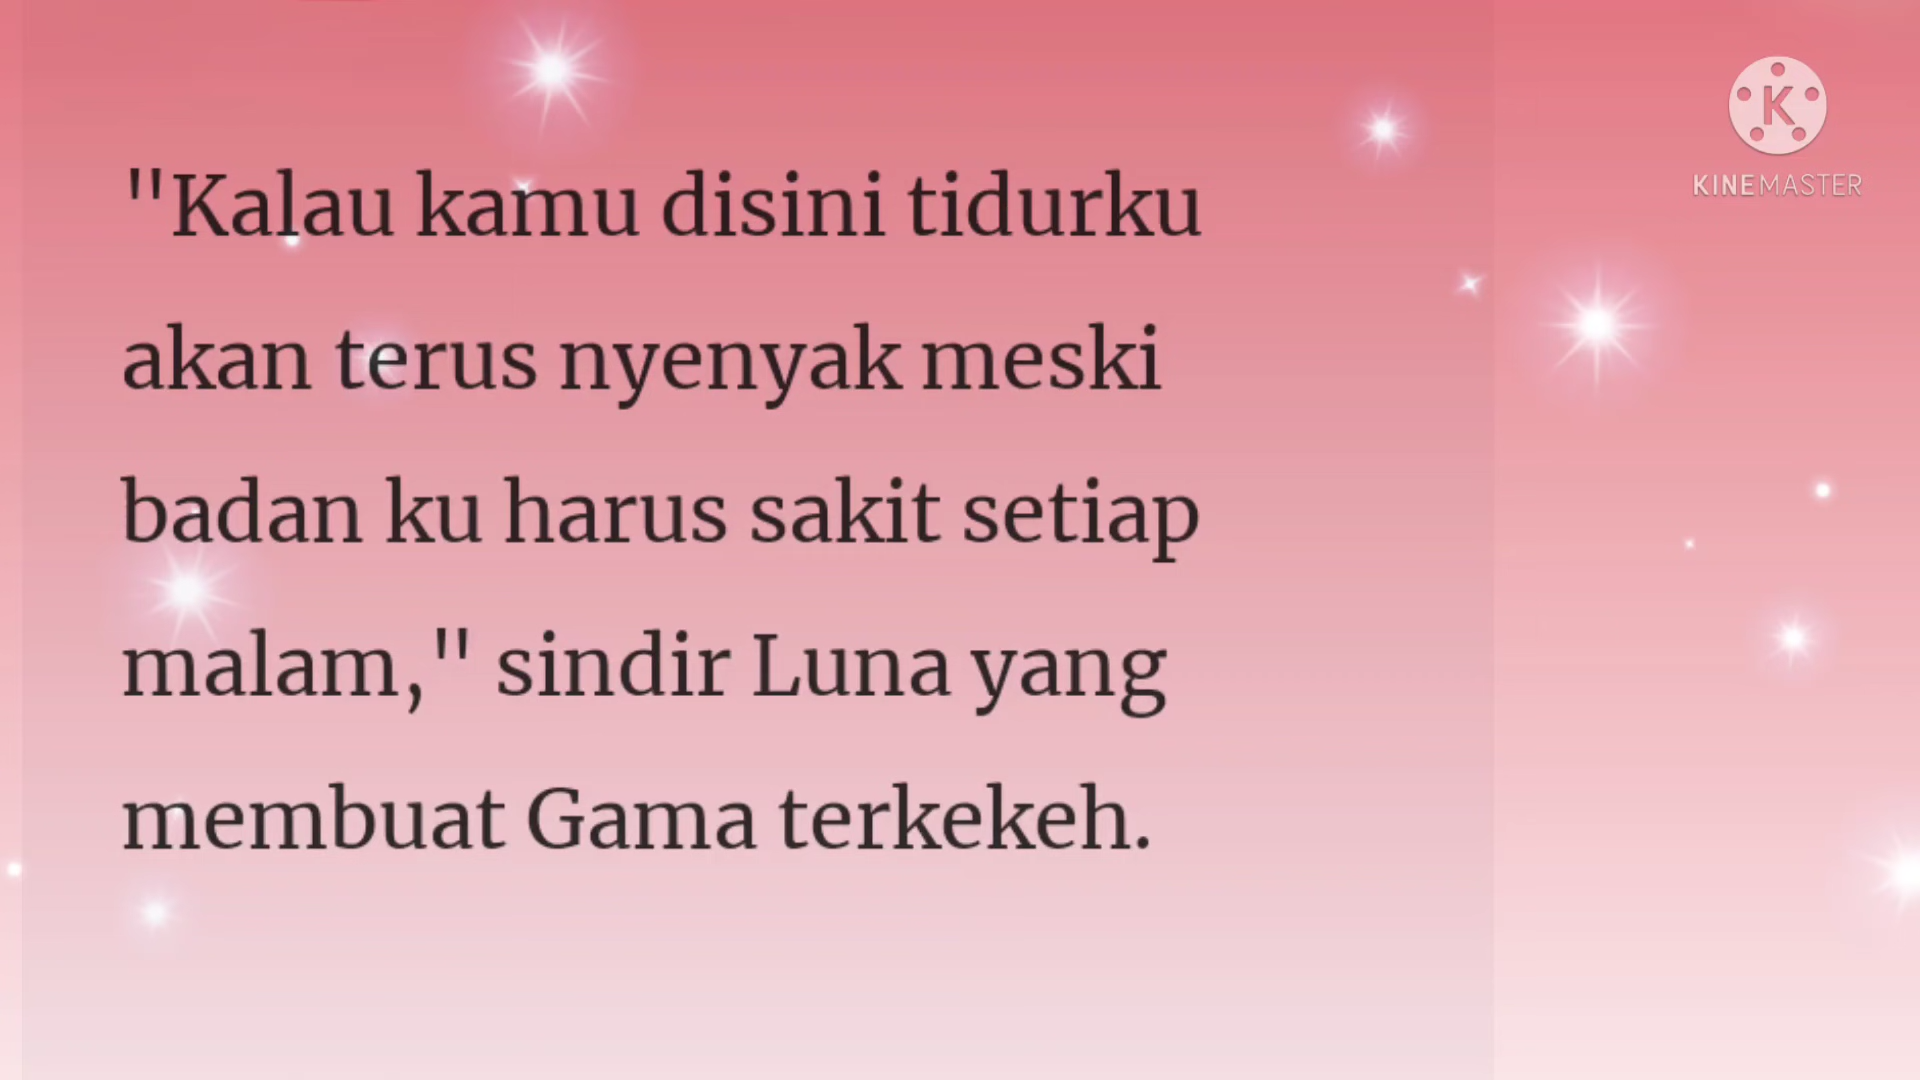 "Kalau kamu disini tidurku
akan terus nyenyak meski
badan ku harus sakit setiap
malam," sindir Luna yang
membuat Gama terkekeh.
K
KINEMASTER